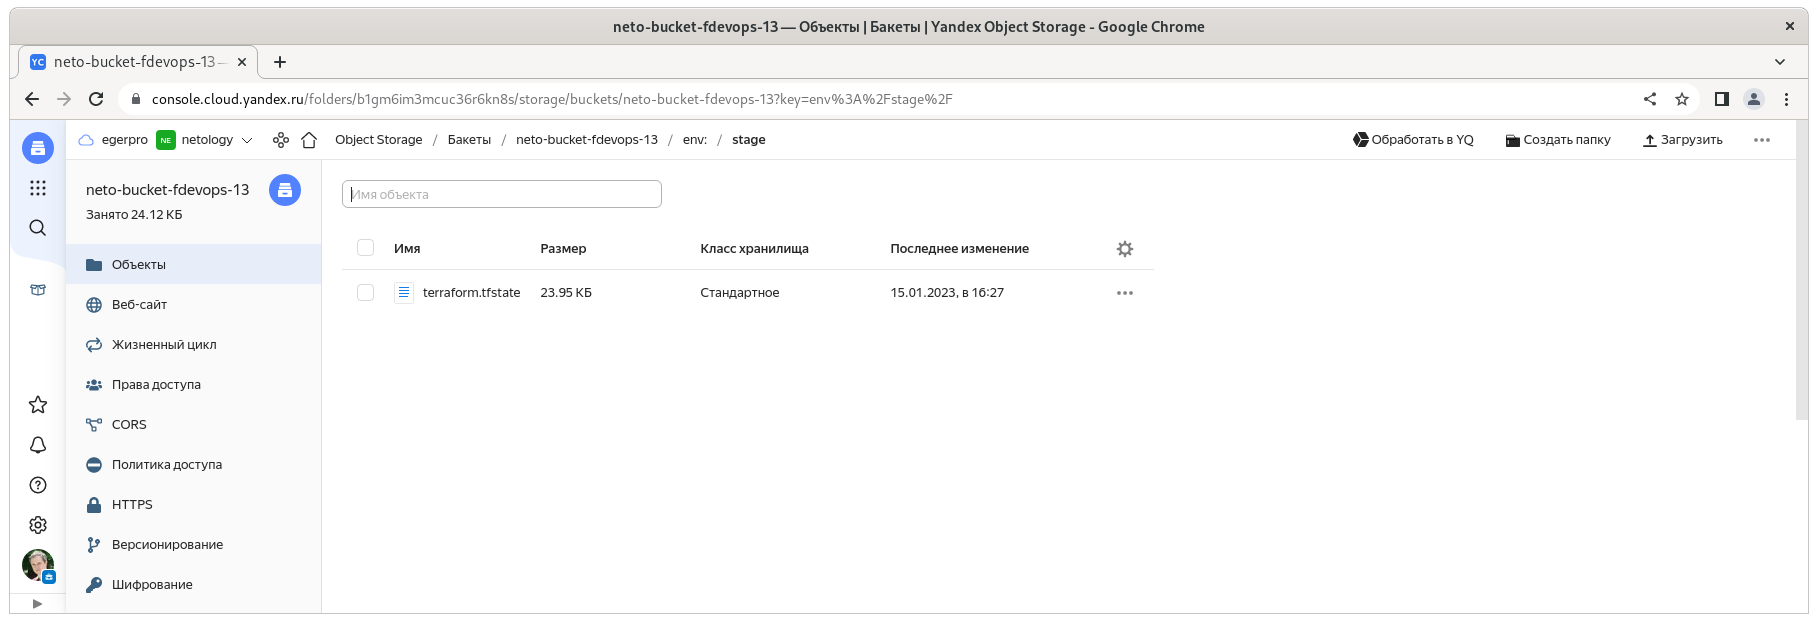 neto-bucket-fdevops-13 — Объекты | Бакеты | Yandex Object Storage - Google Chrome
YC neto-bucket-fdevops-13 —
console.cloud.yandex.ru/folders/b1gm6im3mcuc36r6kn8s/storage/buckets/neto-bucket-fdevops-13?key=env%3A%2Fstage%2F
egerpro NE netology Object Storage / Бакеты / neto-bucket-fdevops-13 / env: / stage Обработать в YQ Создать папку Загрузить
neto-bucket-fdevops-13
Занято 24.12 КБ
Объекты
Веб-сайт
Жизненный цикл
Права доступа
CORS
Политика доступа
HTTPS
Версионирование
Шифрование
Имя объекта
Имя Размер Класс хранилища Последнее изменение
terraform.tfstate 23.95 КБ Стандартное 15.01.2023, в 16:27